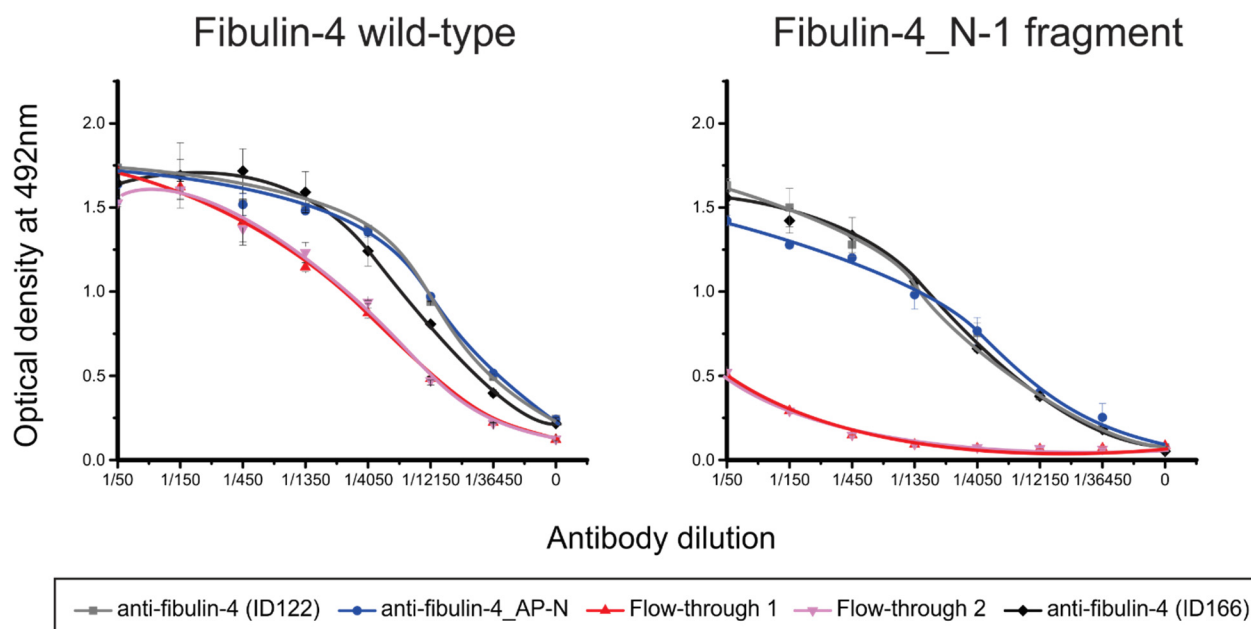 Fibulin-4 wild-type
Fibulin-4_N-1 fragment
Optical density at 492nm
2.0
1.5
1.0
0.5
0.0
1/50 1/150 1/450 1/1350 1/4050 1/12150 1/36450 0
2.0
1.5
1.0
0.5
0.0
1/50 1/150 1/450 1/1350 1/4050 1/12150 1/36450 0
Antibody dilution
anti-fibulin-4 (ID122) anti-fibulin-4_AP-N Flow-through 1 Flow-through 2 anti-fibulin-4 (ID166)